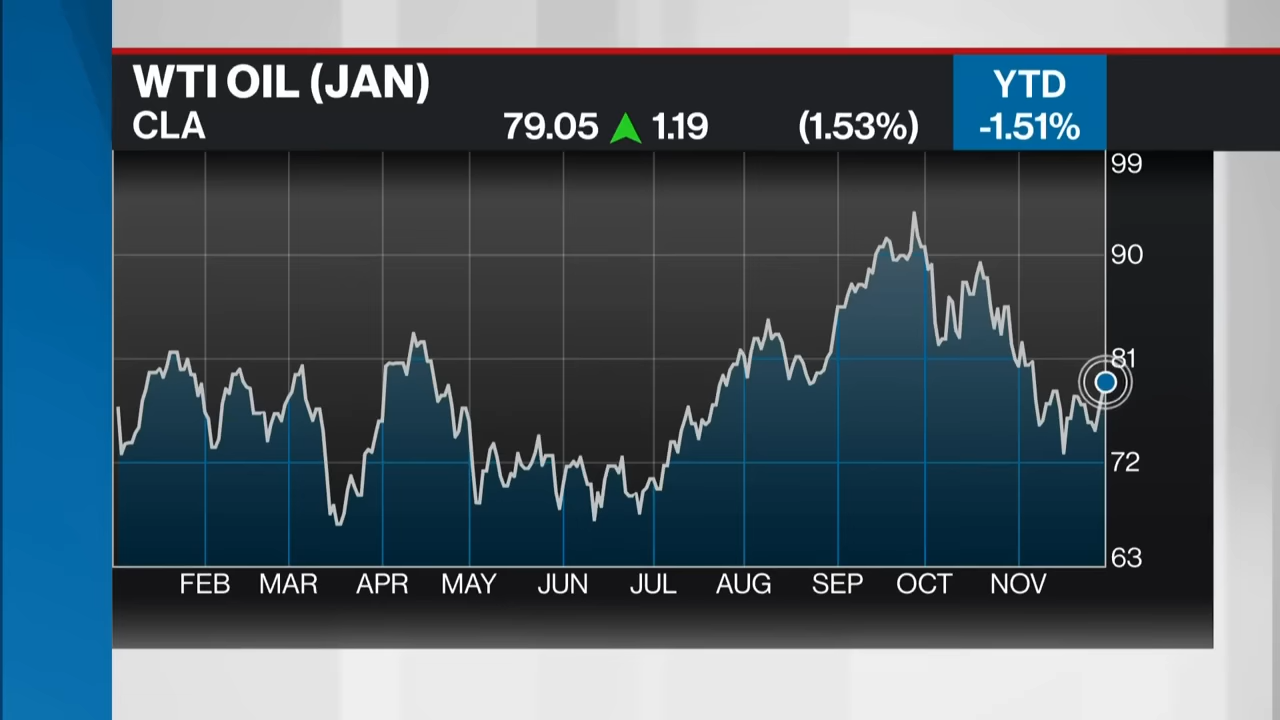 WTI OIL (JAN)
CLA 79.05 1.19 (1.53%)
YTD
-1.51%
99
90
81
72
63
FEB MAR APR MAY JUN JUL AUG SEP OCT NOV